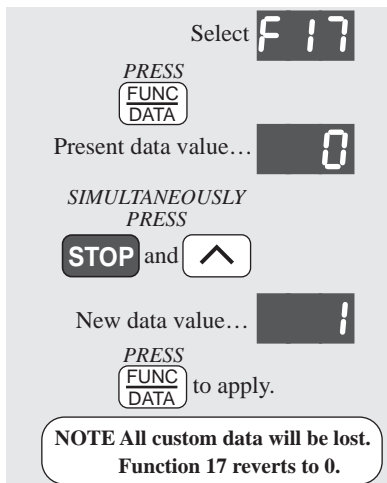 Select F 17
PRESS
FUNC
DATA
Present data value… 0
SIMULTANEOUSLY
PRESS
STOP and
New data value… 1
PRESS
FUNC
DATA to apply.
NOTE All custom data will be lost.
Function 17 reverts to 0.